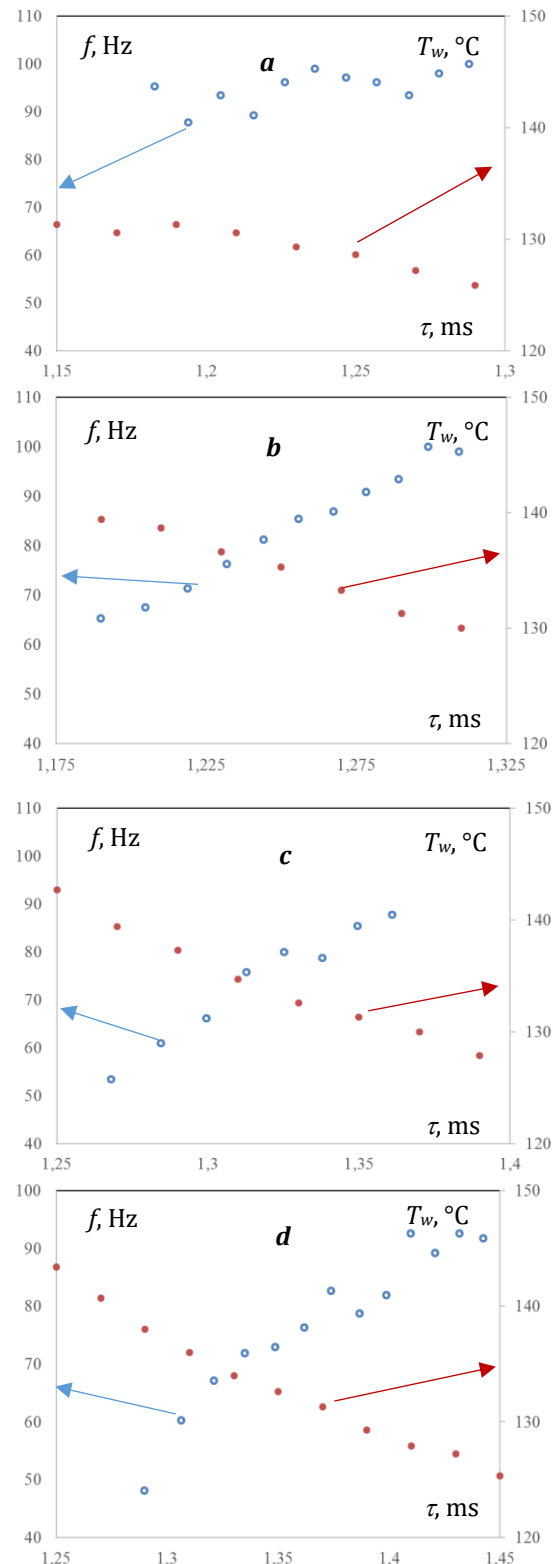 110 f, Hz a Tw, °C 150
100
90
80 140
70
60 130
50 τ, ms
40 120
1,15 1,2 1,25 1,3
110 150
f, Hz b Tw, °C
100
90 140
80
70
60 130
50 τ, ms
40 120
1,175 1,225 1,275 1,325
110 150
f, Hz c Tw, °C
100
90 140
80
70
60 130
50 τ, ms
40 120
1,25 1,3 1,35 1,4
100 150
f, Hz d Tw, °C
90
80 140
70
60 130
50 τ, ms
40 120
1.25 1.3 1.35 1.4 1.45